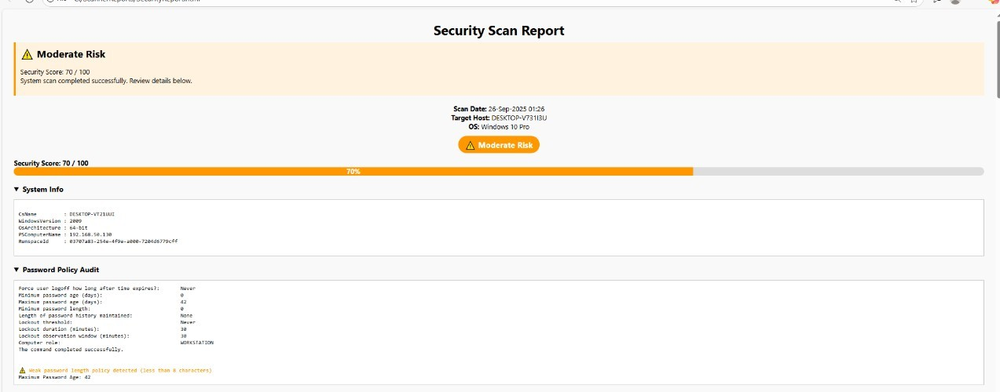 Security Scan Report
⚠ Moderate Risk
Security Score: 70 / 100
System scan completed successfully. Review details below.
Scan Date: 26-Sep-2025 01:26
Target Host: DESKTOP-V731I3U
OS: Windows 10 Pro
⚠ Moderate Risk
Security Score: 70 / 100
70%
▼ System Info
CsName : DESKTOP-VT21UUI
WindowsVersion : 2009
OsArchitecture : 64-bit
PSComputerName : 192.168.50.130
RunspaceId : 03707a83-254e-4f9e-a000-7204d6779cff
▼ Password Policy Audit
Force user logoff how long after time expires?: Never
Minimum password age (days): 0
Maximum password age (days): 42
Minimum password length: 0
Length of password history maintained: None
Lockout threshold: Never
Lockout duration (minutes): 30
Lockout observation window (minutes): 30
Computer role: WORKSTATION
The command completed successfully.
⚠ Weak password length policy detected (less than 8 characters)
Maximum Password Age: 42